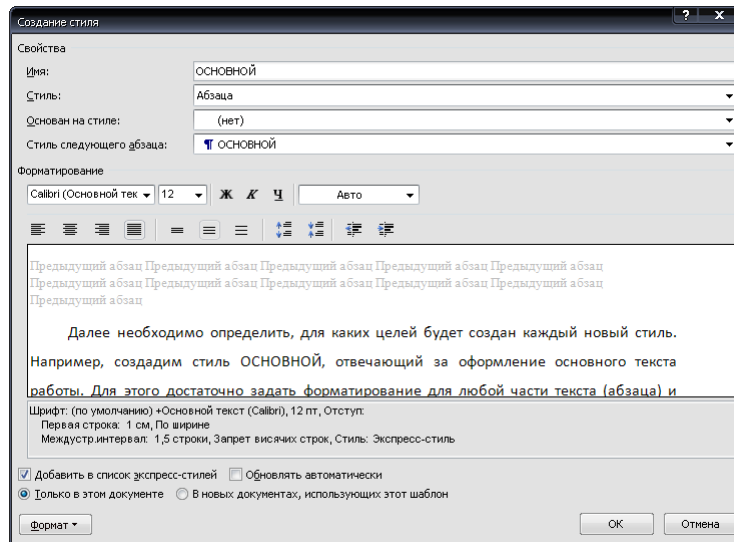 Создание стиля
Свойства
Имя: ОСНОВНОЙ
Стиль: Абзаца
Основан на стиле: (нет)
Стиль следующего абзаца: ¶ ОСНОВНОЙ
Форматирование
Calibri (Основной тек 12 Ж К Ч Авто
Предыдущий абзац Предыдущий абзац Предыдущий абзац Предыдущий абзац Предыдущий абзац
Предыдущий абзац Предыдущий абзац Предыдущий абзац Предыдущий абзац Предыдущий абзац
Предыдущий абзац
Далее необходимо определить, для каких целей будет создан каждый новый стиль.
Например, создадим стиль ОСНОВНОЙ, отвечающий за оформление основного текста
работы. Для этого достаточно задать форматирование для любой части текста (абзаца) и
Шрифт: (по умолчанию) +Основной текст (Calibri), 12 пт, Отступ:
Первая строка: 1 см, По ширине
Междустр.интервал: 1,5 строки, Запрет висячих строк, Стиль: Экспресс-стиль
Добавить в список экспресс-стилей Обновлять автоматически
Только в этом документе В новых документах, использующих этот шаблон
Формат ОК Отмена